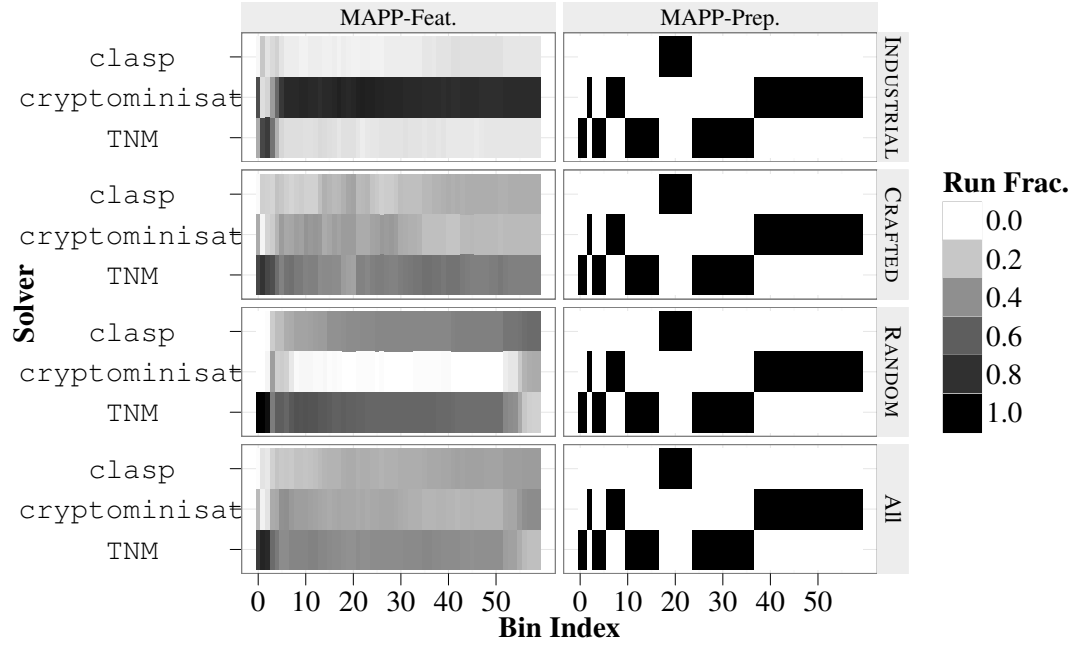 MAPP-Feat. MAPP-Prep.
clasp
cryptominisat
TNM
INDUSTRIAL
clasp
cryptominisat
TNM
CRAFTED
clasp
cryptominisat
TNM
RANDOM
clasp
cryptominisat
TNM
All
Solver
0 10 20 30 40 50 0 10 20 30 40 50
Bin Index
Run Frac.
0.0
0.2
0.4
0.6
0.8
1.0